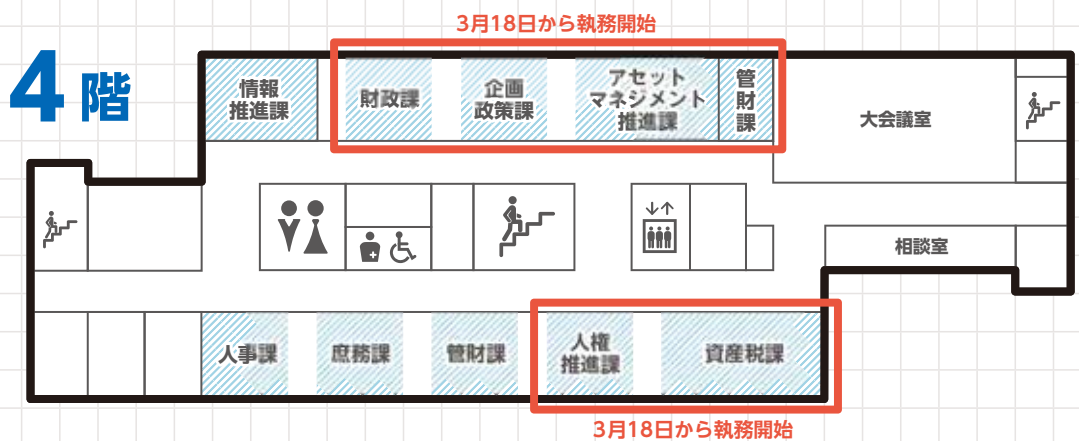 3月18日から執務開始
4階
情報
推進課
財政課
企画
政策課
アセット
マネジメント
推進課
管財課
大会議室
相談室
人事課
庶務課
管財課
人権
推進課
資産税課
3月18日から執務開始